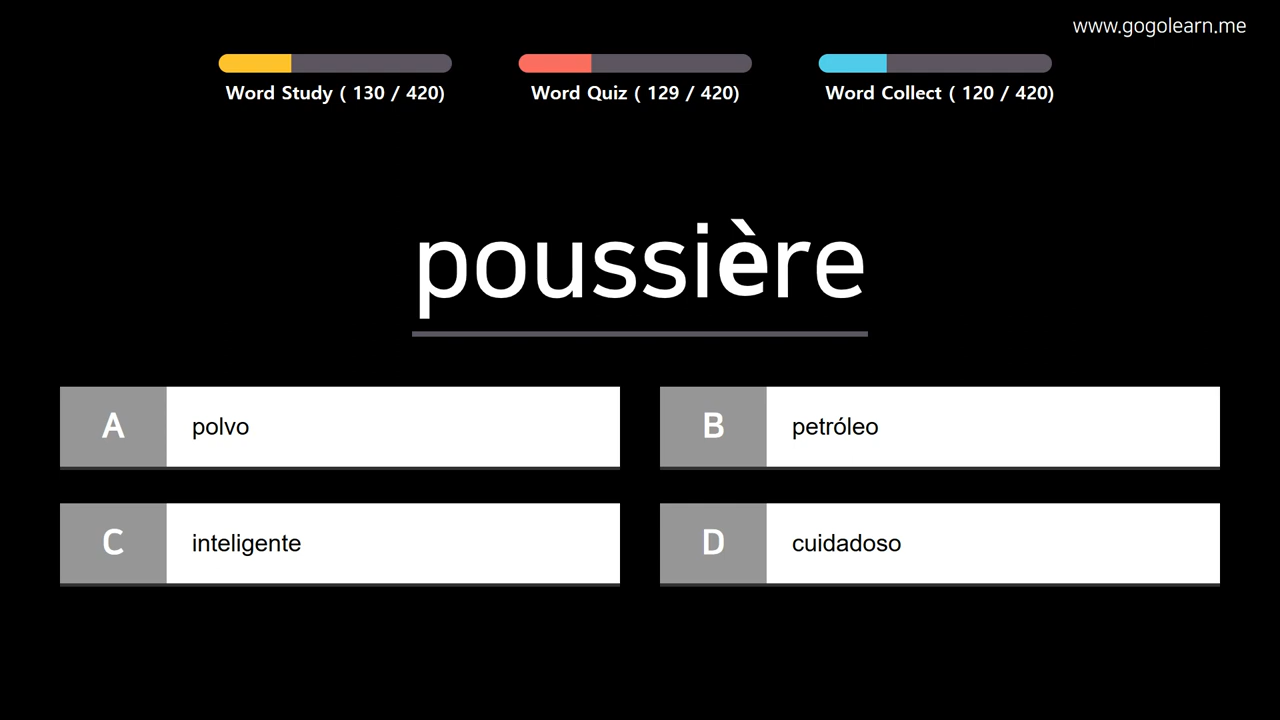 www.gogolearn.me
Word Study ( 130 / 420)
Word Quiz ( 129 / 420)
Word Collect ( 120 / 420)
poussière
A polvo
B petróleo
C inteligente
D cuidadoso